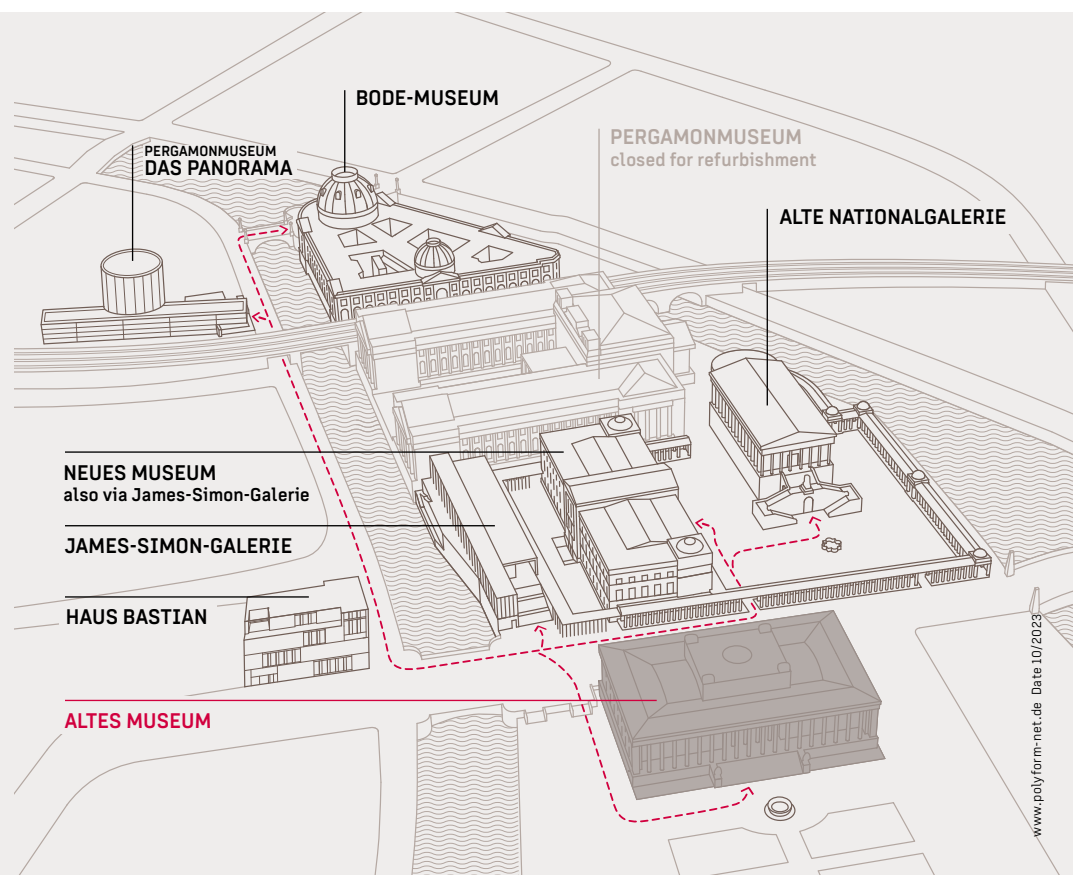 BODE-MUSEUM
PERGAMONMUSEUM
DAS PANORAMA
PERGAMONMUSEUM
closed for refurbishment
ALTE NATIONALGALERIE
NEUES MUSEUM
also via James-Simon-Galerie
JAMES-SIMON-GALERIE
HAUS BASTIAN
ALTES MUSEUM
www.polyform-net.de Date 10/2023